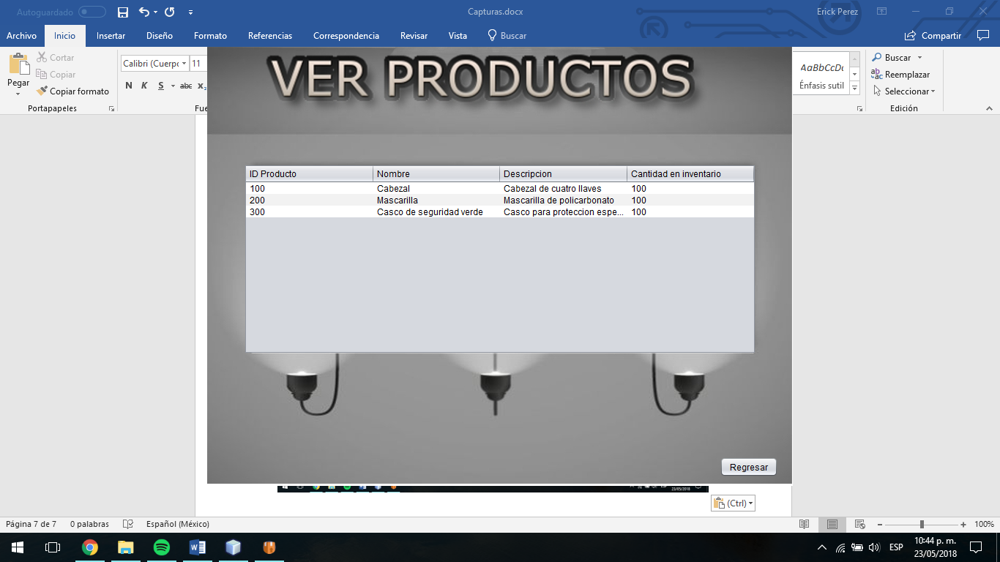 Autoguardado
Capturas.docx
Erick Perez
Archivo Inicio Insertar Diseño Formato Referencias Correspondencia Revisar Vista Buscar Compartir
Pegar
Cortar
Copiar
Copiar formato
Portapapeles
Calibri (Cuerpo 11
N K S abc x₂
Fue
AaBbCcDc
Énfasis sutil
Buscar
Reemplazar
Seleccionar
Edición
VER PRODUCTOS
ID Producto Nombre Descripcion Cantidad en inventario
100 Cabezal Cabezal de cuatro llaves 100
200 Mascarilla Mascarilla de policarbonato 100
300 Casco de seguridad verde Casco para proteccion espe... 100
Regresar
23/05/2018
(Ctrl)
Página 7 de 7 0 palabras Español (México) 100%
ESP
10:44 p. m.
23/05/2018